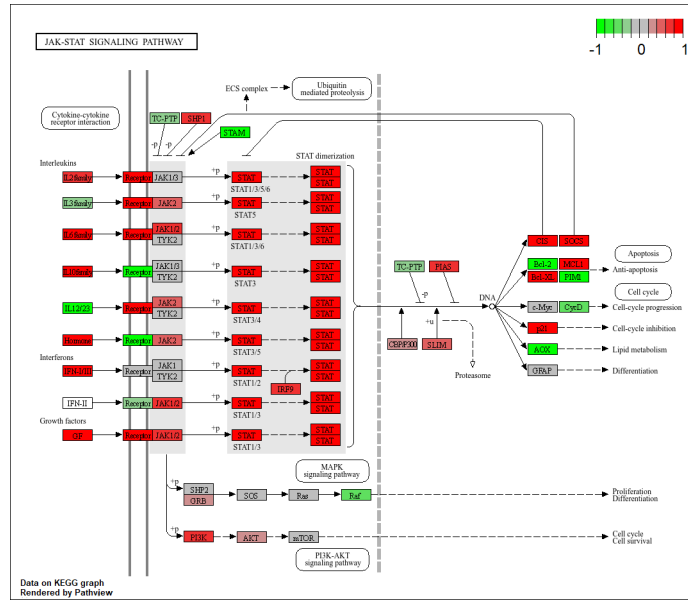 JAK-STAT SIGNALING PATHWAY
-1 0 1
Cytokine-cytokine
receptor interaction
ECS complex
Ubiquitin
mediated proteolysis
TC-PTP SHP1
STAM
-p -p
Interleukins
STAT dimerization
IL2family Receptor JAK1/3 +p STAT STAT
STAT
STAT1/3/5/6
IL3family Receptor JAK2 +p STAT STAT
STAT
STAT5
IL6family Receptor JAK1/2 +p STAT STAT
TYK2 STAT
STAT1/3/6
IL10family Receptor JAK1/3 +p STAT STAT
TYK2 STAT
STAT3
IL12/23 Receptor JAK2 +p STAT STAT
TYK2 STAT
STAT3/4
Hormone Receptor JAK2 +p STAT STAT
STAT
STAT3/5
Interferons
IFN-I/III Receptor JAK1 +p STAT STAT
TYK2 STAT
STAT1/2
IRF9
IFN-II Receptor JAK1/2 +p STAT STAT
STAT
STAT1/3
Growth factors
GF Receptor JAK1/2 +p STAT STAT
STAT
STAT1/3
TC-PTP PIAS
-p
+u
CBP/P300 SLIM
Proteasome
DNA
CIS SOCS
Bcl-2 MCL1
Bcl-XL PIM1
c-Myc CycD
p21
AOX
GFAP
Apoptosis
Anti-apoptosis
Cell cycle
Cell-cycle progression
Cell-cycle inhibition
Lipid metabolism
Differentiation
MAPK
signaling pathway
+p SHP2
GRB
SOS Ras Raf
Proliferation
Differentiation
+p PI3K AKT mTOR
Cell cycle
Cell survival
PI3K-AKT
signaling pathway
Data on KEGG graph
Rendered by Pathview